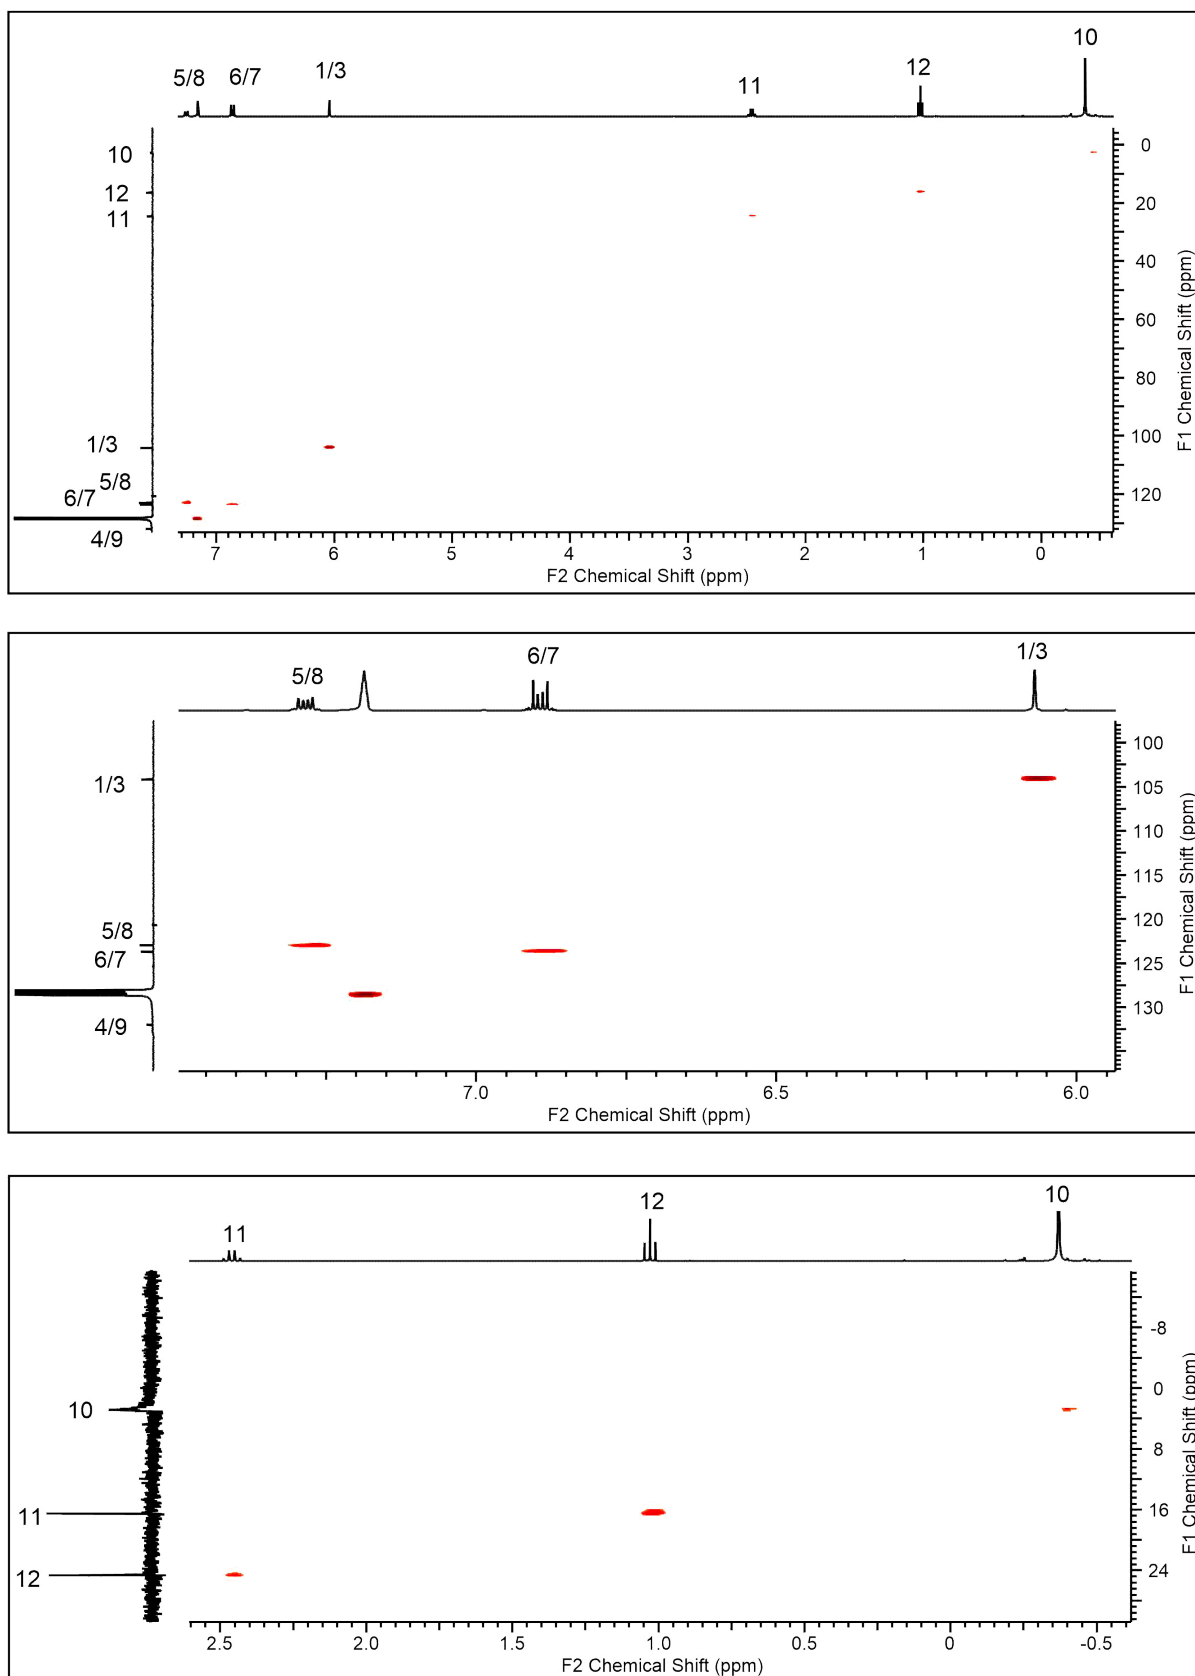 10
5/8 6/7 1/3 11 12
10
12
11
0
20
40
60
80
100
120
F1 Chemical Shift (ppm)
1/3
5/8
6/7
4/9
7 6 5 4 3 2 1 0
F2 Chemical Shift (ppm)
5/8 6/7 1/3
1/3
5/8
6/7
4/9
100
105
110
115
120
125
130
F1 Chemical Shift (ppm)
7.0 6.5 6.0
F2 Chemical Shift (ppm)
11 12 10
10
11
12
-8
0
8
16
24
F1 Chemical Shift (ppm)
2.5 2.0 1.5 1.0 0.5 0 -0.5
F2 Chemical Shift (ppm)